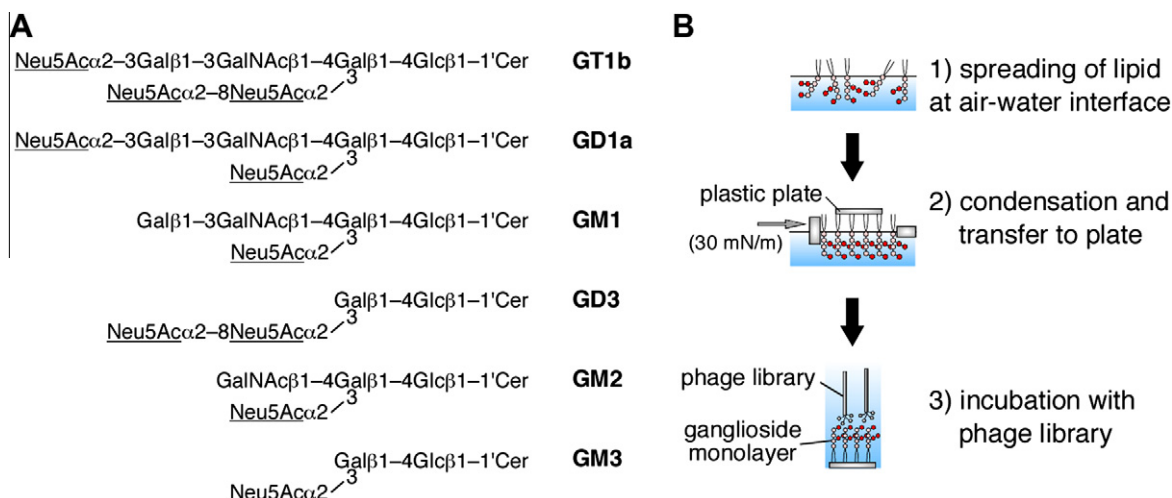 A
Neu5Acα2–3Galβ1–3GalNAcβ1–4Galβ1–4Glcβ1–1'Cer GT1b
3
Neu5Acα2–8Neu5Acα2
Neu5Acα2–3Galβ1–3GalNAcβ1–4Galβ1–4Glcβ1–1'Cer GD1a
3
Neu5Acα2
Galβ1–3GalNAcβ1–4Galβ1–4Glcβ1–1'Cer GM1
3
Neu5Acα2
Galβ1–4Glcβ1–1'Cer GD3
3
Neu5Acα2–8Neu5Acα2
GalNAcβ1–4Galβ1–4Glcβ1–1'Cer GM2
3
Neu5Acα2
Galβ1–4Glcβ1–1'Cer GM3
3
Neu5Acα2
B
1) spreading of lipid
at air-water interface
plastic plate
(30 mN/m)
2) condensation and
transfer to plate
phage library
ganglioside
monolayer
3) incubation with
phage library